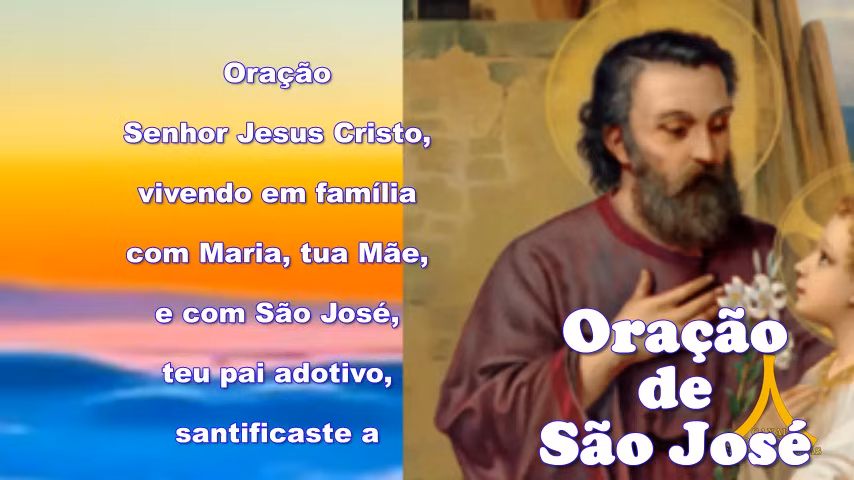 Oração
Senhor Jesus Cristo,
vivendo em família
com Maria, tua Mãe,
e com São José,
teu pai adotivo,
santificaste a
Oração
de
São José